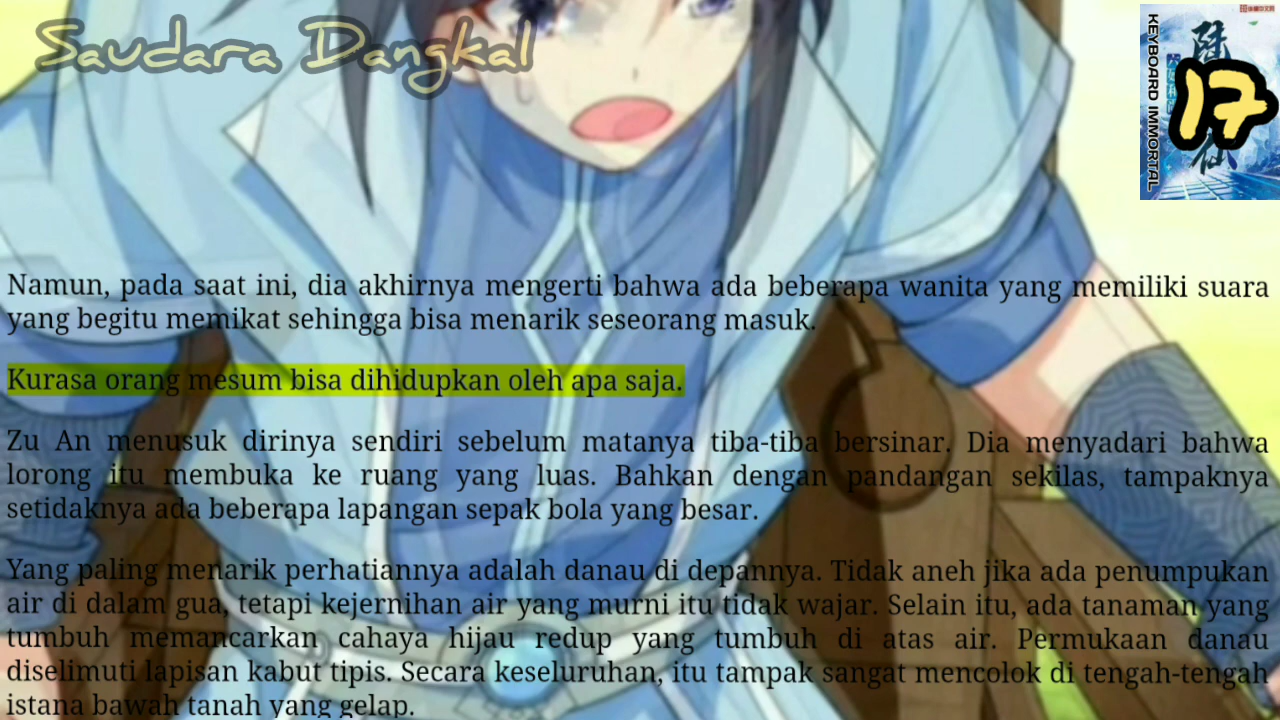 Saudara Dangkal
KEYBOARD IMMORTAL
17
Namun, pada saat ini, dia akhirnya mengerti bahwa ada beberapa wanita yang memiliki suara
yang begitu memikat sehingga bisa menarik seseorang masuk.
Kurasa orang mesum bisa dihidupkan oleh apa saja.
Zu An menusuk dirinya sendiri sebelum matanya tiba-tiba bersinar. Dia menyadari bahwa
lorong itu membuka ke ruang yang luas. Bahkan dengan pandangan sekilas, tampaknya
setidaknya ada beberapa lapangan sepak bola yang besar.
Yang paling menarik perhatiannya adalah danau di depannya. Tidak aneh jika ada penumpukan
air di dalam gua, tetapi kejernihan air yang murni itu tidak wajar. Selain itu, ada tanaman yang
tumbuh memancarkan cahaya hijau redup yang tumbuh di atas air. Permukaan danau
diselimuti lapisan kabut tipis. Secara keseluruhan, itu tampak sangat mencolok di tengah-tengah
istana bawah tanah yang gelap.